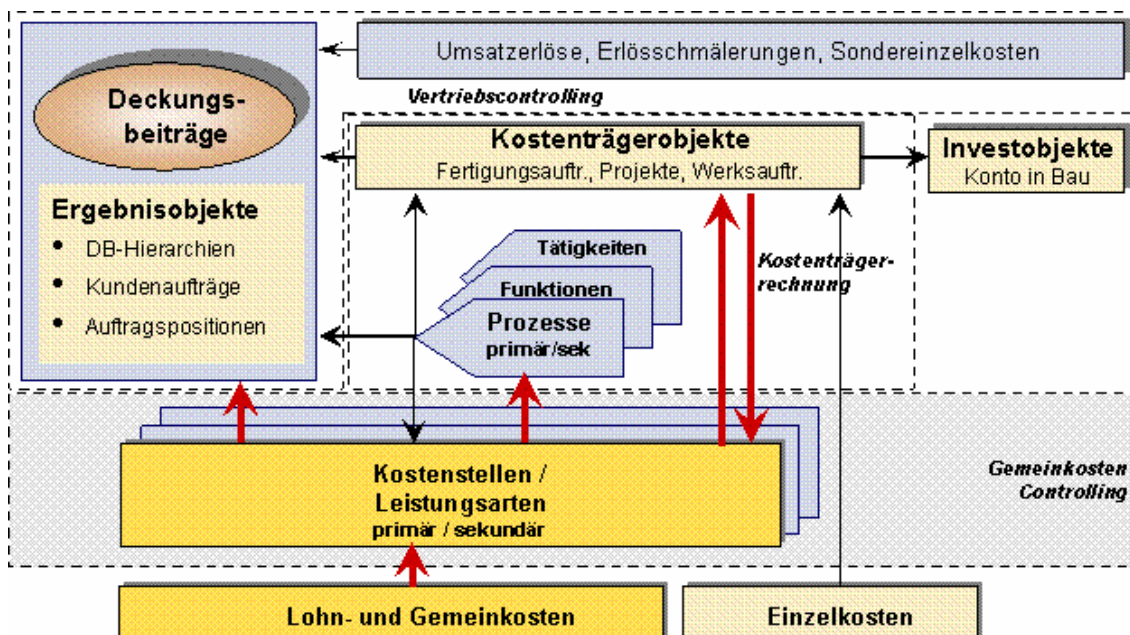 Umsatzerlöse, Erlösschmälerungen, Sondereinzelkosten
Deckungs-
beiträge
Vertriebscontrolling
Kostenträgerobjekte
Fertigungsauftr., Projekte, Werksauftr.
Investobjekte
Konto in Bau
Ergebnisobjekte
• DB-Hierarchien
• Kundenaufträge
• Auftragspositionen
Tätigkeiten
Funktionen
Prozesse
primär/sek
Kostenträger-
rechnung
Kostenstellen /
Leistungsarten
primär / sekundär
Gemeinkosten
Controlling
Lohn- und Gemeinkosten
Einzelkosten